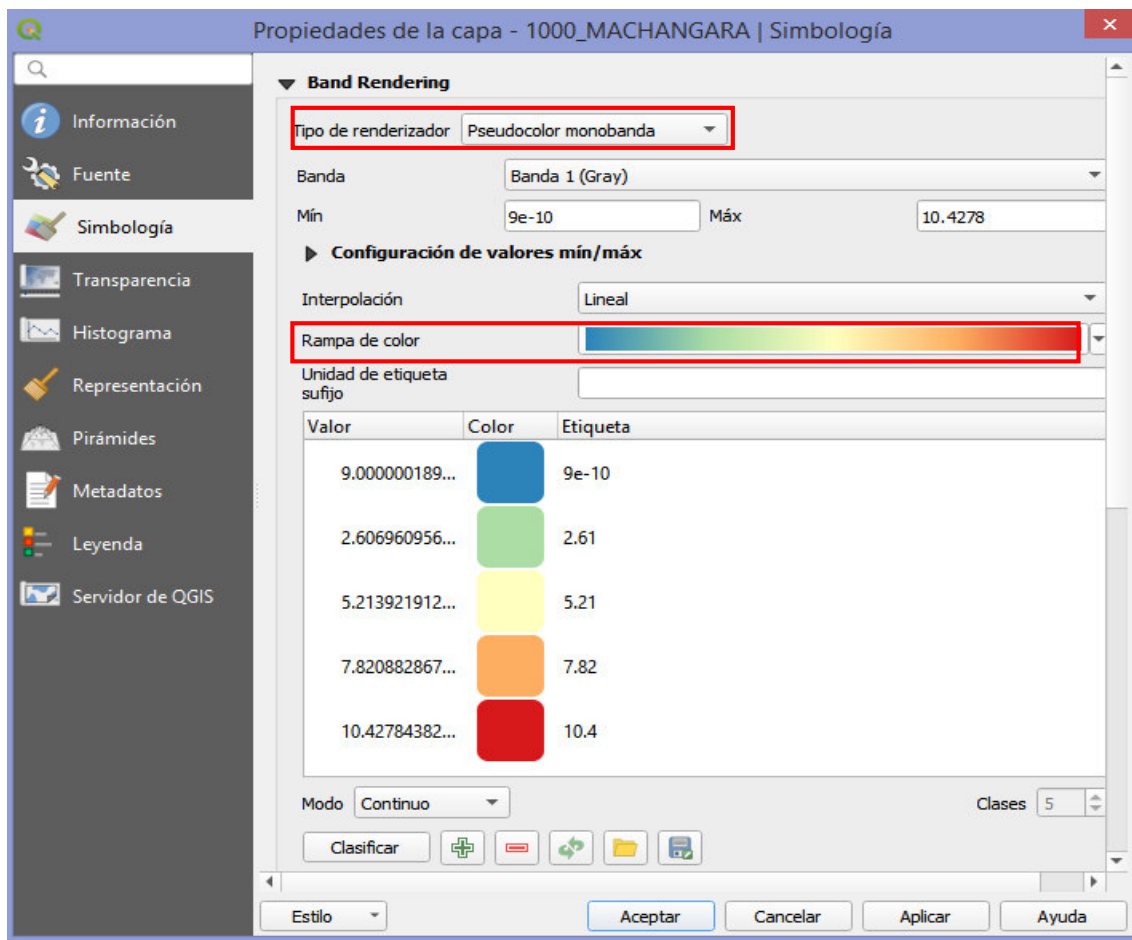 Propiedades de la capa - 1000_MACHANGARA | Simbología
Información
Fuente
Simbología
Transparencia
Histograma
Representación
Pirámides
Metadatos
Leyenda
Servidor de QGIS
Band Rendering
Tipo de renderizador Pseudocolor monobanda
Banda Banda 1 (Gray)
Mín 9e-10 Máx 10.4278
Configuración de valores mín/máx
Interpolación Lineal
Rampa de color
Unidad de etiqueta
sufijo
Valor Color Etiqueta
9.000000189... 9e-10
2.606960956... 2.61
5.213921912... 5.21
7.820882867... 7.82
10.42784382... 10.4
Modo Continuo Clases 5
Clasificar
Estilo Aceptar Cancelar Aplicar Ayuda